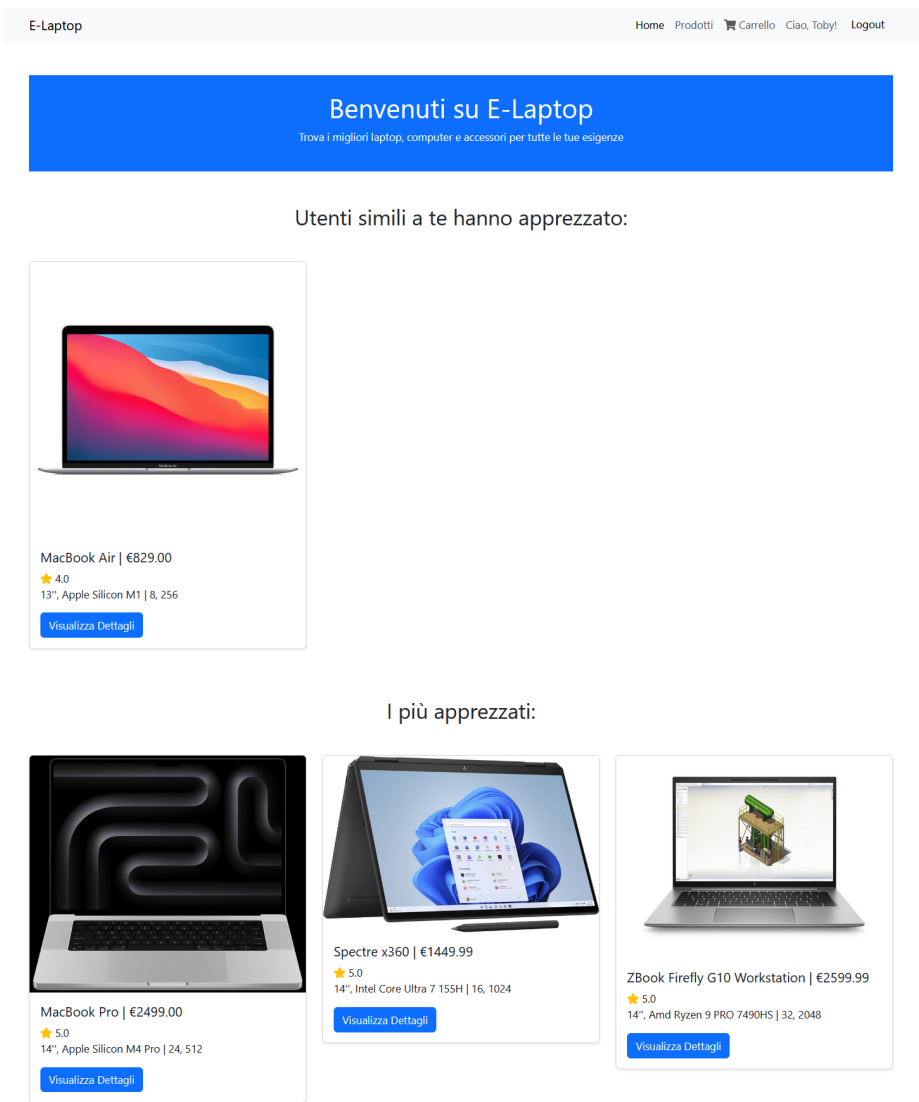 E-Laptop
Home Prodotti Carrello Ciao, Toby! Logout
Benvenuti su E-Laptop
Trova i migliori laptop, computer e accessori per tutte le tue esigenze
Utenti simili a te hanno apprezzato:
MacBook Air
MacBook Air | €829.00
4.0
13'', Apple Silicon M1 | 8, 256
Visualizza Dettagli
I più apprezzati:
MacBook Pro | €2499.00
5.0
14'', Apple Silicon M4 Pro | 24, 512
Visualizza Dettagli
Spectre x360 | €1449.99
5.0
14'', Intel Core Ultra 7 155H | 16, 1024
Visualizza Dettagli
ZBook Firefly G10 Workstation | €2599.99
5.0
14'', Amd Ryzen 9 PRO 7490HS | 32, 2048
Visualizza Dettagli